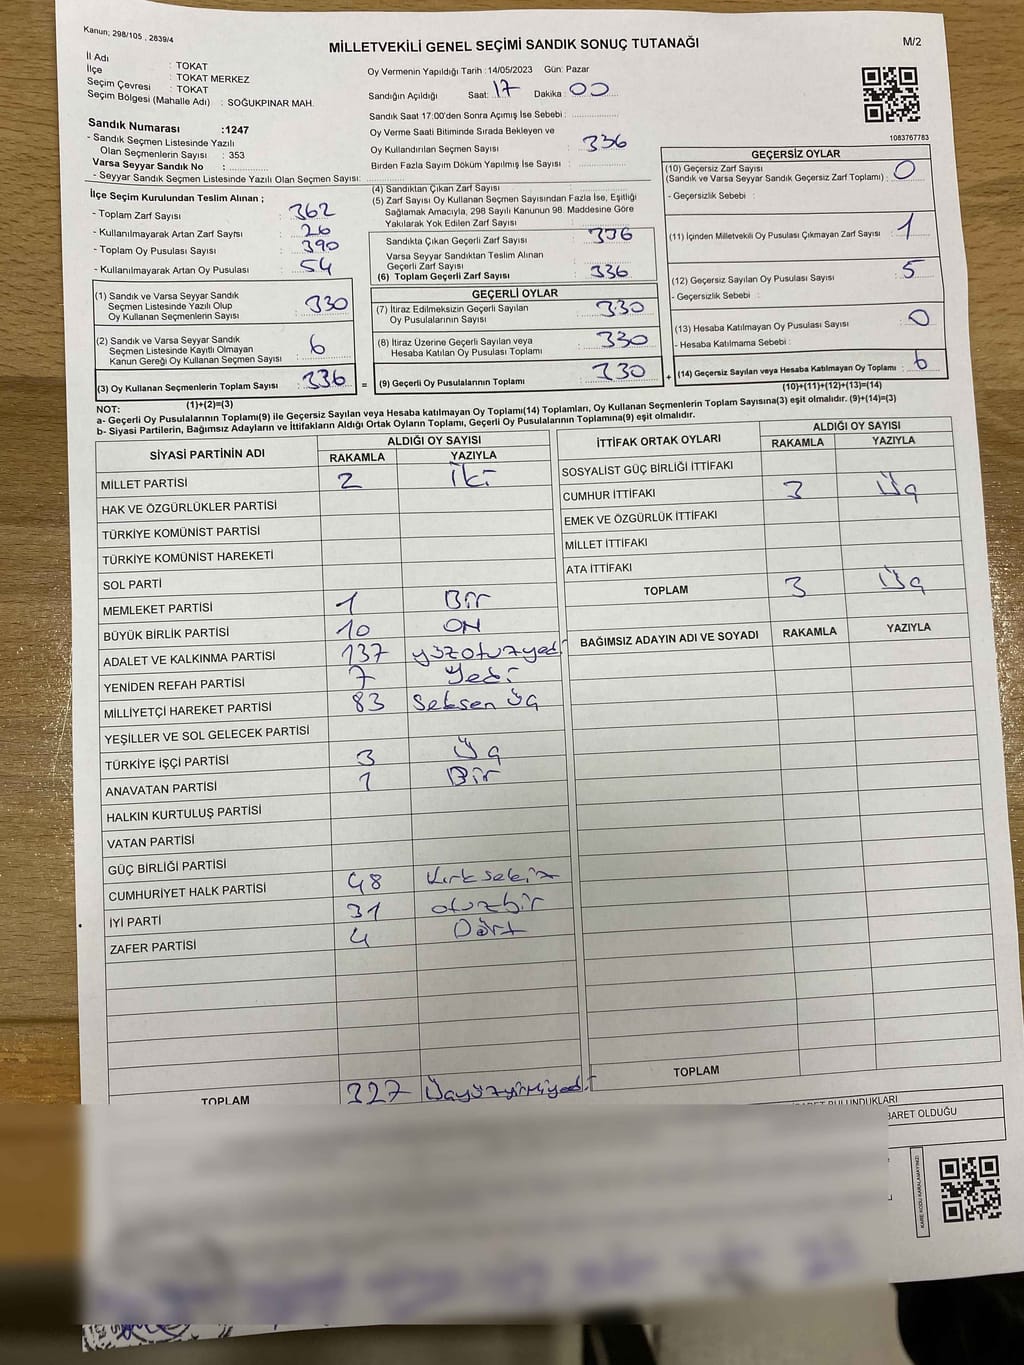 Kanun; 298/105 , 2839/4
MİLLETVEKİLİ GENEL SEÇİMİ SANDIK SONUÇ TUTANAĞI
M/2
İl Adı : TOKAT
İlçe : TOKAT MERKEZ
Seçim Çevresi : TOKAT
Seçim Bölgesi (Mahalle Adı) : SOĞUKPINAR MAH.
Sandık Numarası :1247
- Sandık Seçmen Listesinde Yazılı
Olan Seçmenlerin Sayısı : 353
Varsa Seyyar Sandık No :
- Seyyar Sandık Seçmen Listesinde Yazılı Olan Seçmen Sayısı:
Oy Vermenin Yapıldığı Tarih :14/05/2023 Gün: Pazar
Sandığın Açıldığı Saat: 17 Dakika: 00
Sandık Saat 17:00'den Sonra Açımış İse Sebebi :
Oy Verme Saati Bitiminde Sırada Bekleyen ve
Oy Kullandırılan Seçmen Sayısı : 336
Birden Fazla Sayım Döküm Yapılmış İse Sayısı :
1083767783
İlçe Seçim Kurulundan Teslim Alınan ;
- Toplam Zarf Sayısı : 362
- Kullanılmayarak Artan Zarf Sayısı : 26
- Toplam Oy Pusulası Sayısı : 390
- Kullanılmayarak Artan Oy Pusulası : 54
(4) Sandıktan Çıkan Zarf Sayısı :
(5) Zarf Sayısı Oy Kullanan Seçmen Sayısından Fazla İse, Eşitliği
Sağlamak Amacıyla, 298 Sayılı Kanunun 98. Maddesine Göre
Yakılarak Yok Edilen Zarf Sayısı :
Sandıkta Çıkan Geçerli Zarf Sayısı : 336
Varsa Seyyar Sandıktan Teslim Alınan
Geçerli Zarf Sayısı :
(6) Toplam Geçerli Zarf Sayısı : 336
GEÇERSİZ OYLAR
(10) Geçersiz Zarf Sayısı
(Sandık ve Varsa Seyyar Sandık Geçersiz Zarf Toplamı) : 0
- Geçersizlik Sebebi :
(11) İçinden Milletvekili Oy Pusulası Çıkmayan Zarf Sayısı : 1
(12) Geçersiz Sayılan Oy Pusulası Sayısı : 5
- Geçersizlik Sebebi :
(13) Hesaba Katılmayan Oy Pusulası Sayısı : 0
- Hesaba Katılmama Sebebi :
(14) Geçersiz Sayılan veya Hesaba Katılmayan Oy Toplamı : 6
(10)+(11)+(12)+(13)=(14)
(1) Sandık ve Varsa Seyyar Sandık
Seçmen Listesinde Yazılı Olup
Oy Kullanan Seçmenlerin Sayısı : 330
(2) Sandık ve Varsa Seyyar Sandık
Seçmen Listesinde Kayıtlı Olmayan
Kanun Gereği Oy Kullanan Seçmen Sayısı : 6
(3) Oy Kullanan Seçmenlerin Toplam Sayısı : 336 =
(1)+(2)=(3)
GEÇERLİ OYLAR
(7) İtiraz Edilmeksizin Geçerli Sayılan
Oy Pusulalarının Sayısı : 330
(8) İtiraz Üzerine Geçerli Sayılan veya
Hesaba Katılan Oy Pusulası Toplamı : 330
(9) Geçerli Oy Pusulalarının Toplamı : 330 +
NOT:
a- Geçerli Oy Pusulalarının Toplamı(9) ile Geçersiz Sayılan veya Hesaba katılmayan Oy Toplamı(14) Toplamları, Oy Kullanan Seçmenlerin Toplam Sayısına(3) eşit olmalıdır. (9)+(14)=(3)
b- Siyasi Partilerin, Bağımsız Adayların ve İttifakların Aldığı Ortak Oyların Toplamı, Geçerli Oy Pusulalarının Toplamına(9) eşit olmalıdır.
SİYASİ PARTİNİN ADI ALDIĞI OY SAYISI
RAKAMLA YAZIYLA
MİLLET PARTİSİ 2 İki
HAK VE ÖZGÜRLÜKLER PARTİSİ
TÜRKİYE KOMÜNİST PARTİSİ
TÜRKİYE KOMÜNİST HAREKETİ
SOL PARTİ
MEMLEKET PARTİSİ 1 Bir
BÜYÜK BİRLİK PARTİSİ 10 ON
ADALET VE KALKINMA PARTİSİ 137 yüzotuzyedi
YENİDEN REFAH PARTİSİ 7 Yedi
MİLLİYETÇİ HAREKET PARTİSİ 83 Seksen Üç
YEŞİLLER VE SOL GELECEK PARTİSİ
TÜRKİYE İŞÇİ PARTİSİ 3 Üç
ANAVATAN PARTİSİ 1 Bir
HALKIN KURTULUŞ PARTİSİ
VATAN PARTİSİ
GÜÇ BİRLİĞİ PARTİSİ
CUMHURİYET HALK PARTİSİ 48 Kırk sekiz
İYİ PARTİ 31 otuzbir
ZAFER PARTİSİ 4 Dört
TOPLAM 327 Üçyüzyirmiyedi
İTTİFAK ORTAK OYLARI ALDIĞI OY SAYISI
RAKAMLA YAZIYLA
SOSYALİST GÜÇ BİRLİĞİ İTTİFAKI
CUMHUR İTTİFAKI 3 Üç
EMEK VE ÖZGÜRLÜK İTTİFAKI
MİLLET İTTİFAKI
ATA İTTİFAKI
TOPLAM 3 Üç
BAĞIMSIZ ADAYIN ADI VE SOYADI RAKAMLA YAZIYLA
TOPLAM
BULUNDUKLARI
OLDUĞU